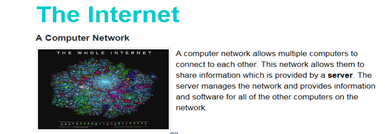 The Internet
A Computer Network
THE WHOLE INTERNET
A computer network allows multiple computers to
connect to each other. This network allows them to
share information which is provided by a server. The
server manages the network and provides information
and software for all of the other computers on the
network.